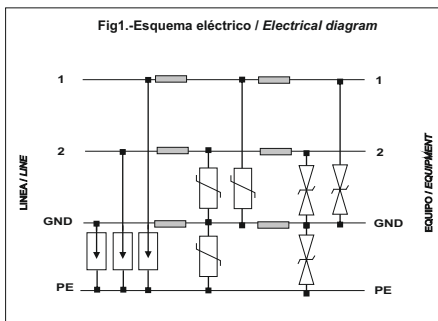 Fig1.-Esquema eléctrico / Electrical diagram
1
1
2
2
LINEA / LINE
EQUIPO / EQUIPMENT
GND
GND
PE
PE